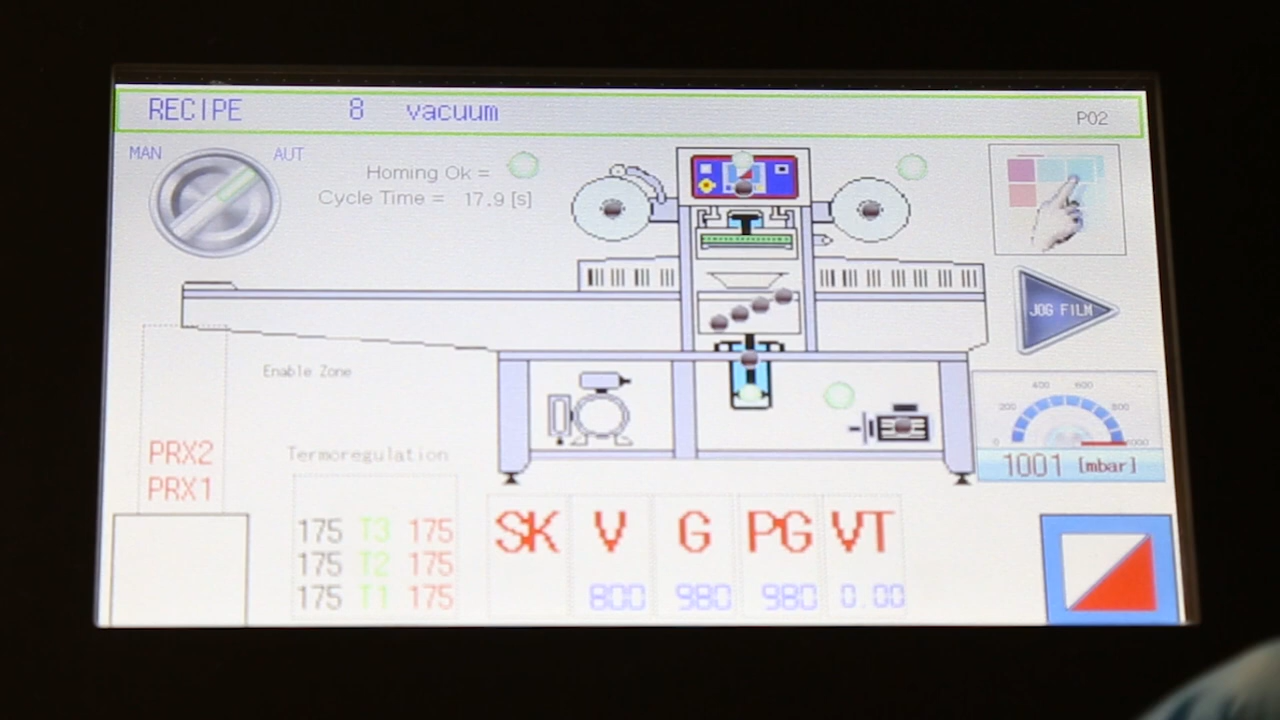 RECIPE 8 vacuum P02
MAN AUT
Homing Ok =
Cycle Time = 17.9 [s]
JOG FILM
Enable Zone
0 200 400 600 800 1000
1001 [mbar]
PRX2
PRX1
Termoregulation
175 T3 175
175 T2 175
175 T1 175
SK V G PG VT
800 980 980 0.00